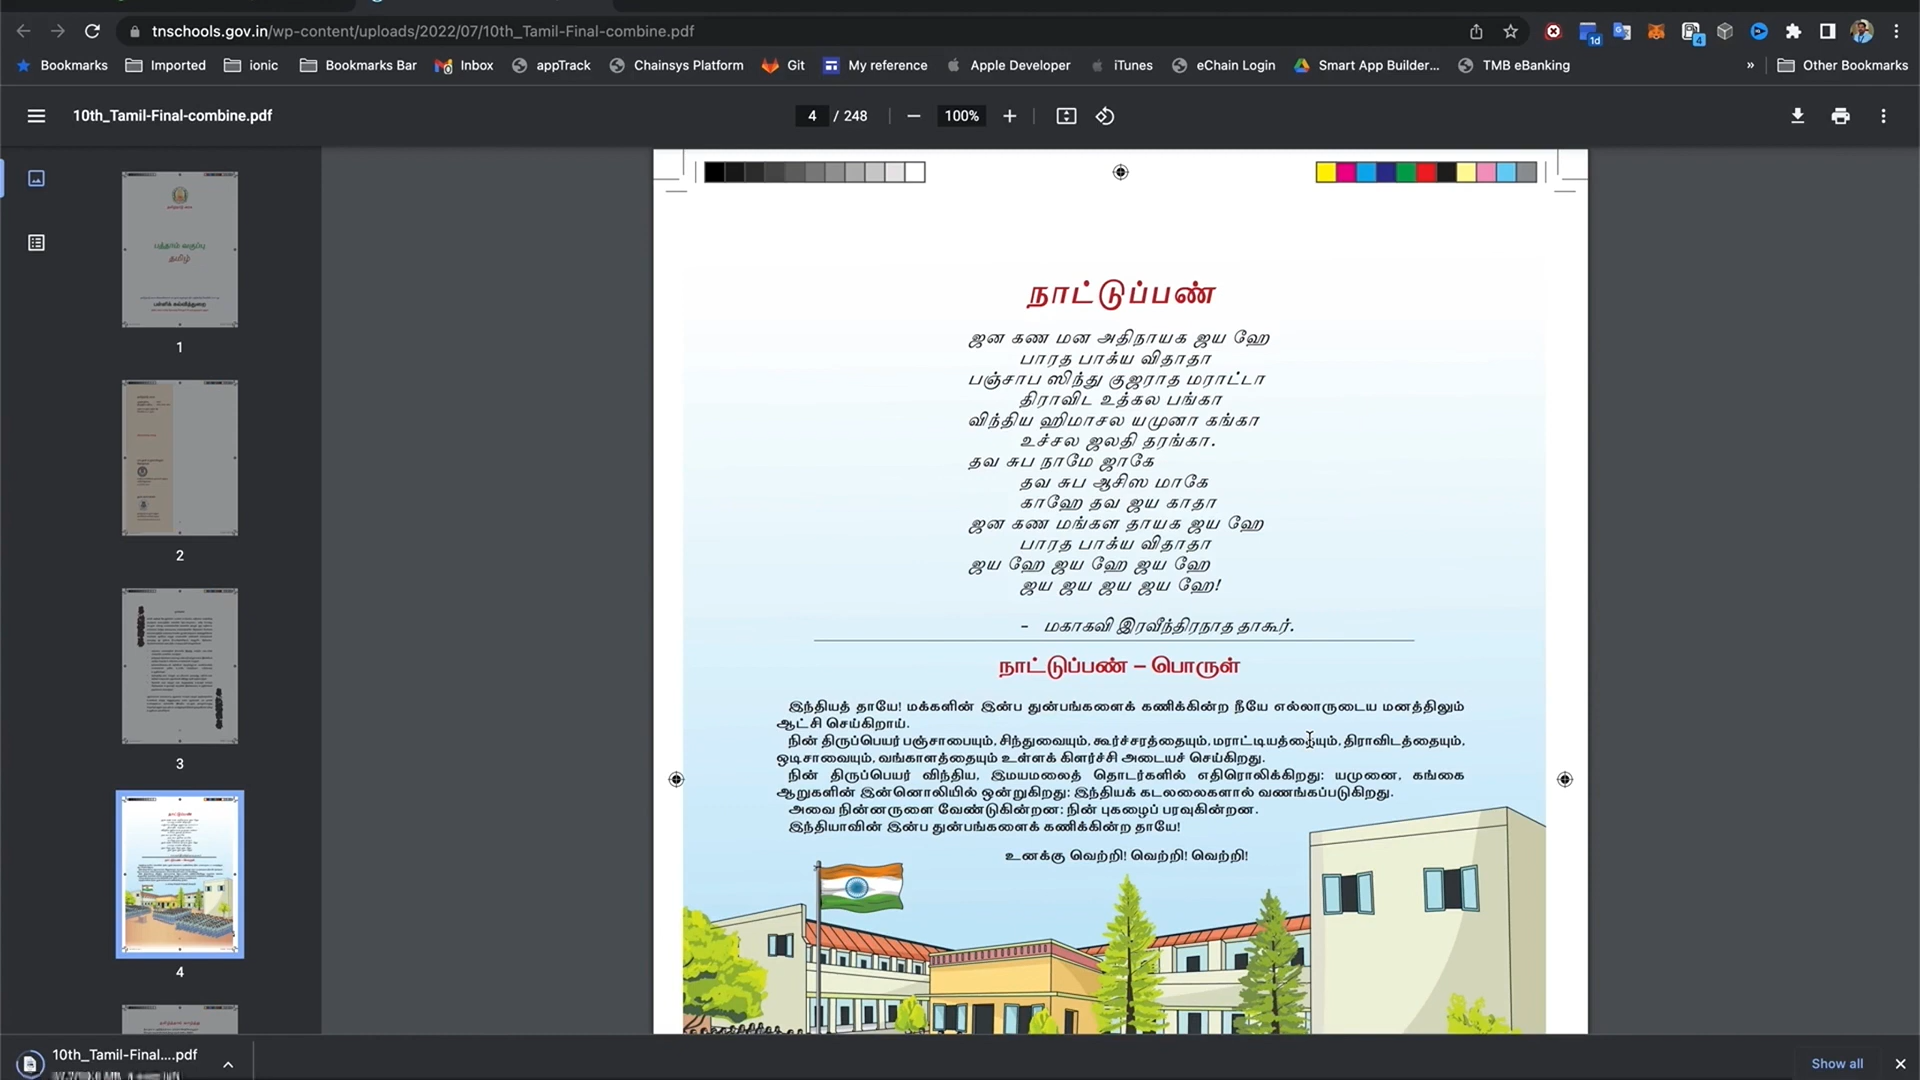 tnschools.gov.in/wp-content/uploads/2022/07/10th_Tamil-Final-combine.pdf
1d
4
Bookmarks Imported ionic Bookmarks Bar Inbox appTrack Chainsys Platform Git My reference Apple Developer iTunes eChain Login Smart App Builder... TMB eBanking » Other Bookmarks
10th_Tamil-Final-combine.pdf 4 / 248 100%
பத்தாம் வகுப்பு
தமிழ்
1
2
3
4
நாட்டுப்பண்
ஜன கண மன அதிநாயக ஜய ஹே
பாரத பாக்ய விதாதா
பஞ்சாப ஸிந்து குஜராத மராட்டா
திராவிட உத்கல பங்கா
விந்திய ஹிமாசல யமுனா கங்கா
உச்சல ஜலதி தரங்கா.
தவ சுப நாமே ஜாகே
தவ சுப ஆசிஸ மாகே
காஹே தவ ஜய காதா
ஜன கண மங்கள தாயக ஜய ஹே
பாரத பாக்ய விதாதா
ஜய ஹே ஜய ஹே ஜய ஹே
ஜய ஜய ஜய ஜய ஹே!
- மகாகவி இரவீந்திரநாத தாகூர்.
நாட்டுப்பண் – பொருள்
இந்தியத் தாயே! மக்களின் இன்ப துன்பங்களைக் கணிக்கின்ற நீயே எல்லாருடைய மனத்திலும்
ஆட்சி செய்கிறாய்.
நின் திருப்பெயர் பஞ்சாபையும், சிந்துவையும், கூர்ச்சரத்தையும், மராட்டியத்தையும், திராவிடத்தையும்,
ஒடிசாவையும், வங்காளத்தையும் உள்ளக் கிளர்ச்சி அடையச் செய்கிறது.
நின் திருப்பெயர் விந்திய, இமயமலைத் தொடர்களில் எதிரொலிக்கிறது; யமுனை, கங்கை
ஆறுகளின் இன்னொலியில் ஒன்றுகிறது; இந்தியக் கடலலைகளால் வணங்கப்படுகிறது.
அவை நின்னருளை வேண்டுகின்றன; நின் புகழைப் பரவுகின்றன.
இந்தியாவின் இன்ப துன்பங்களைக் கணிக்கின்ற தாயே!
உனக்கு வெற்றி! வெற்றி! வெற்றி!
10th_Tamil-Final....pdf
Show all